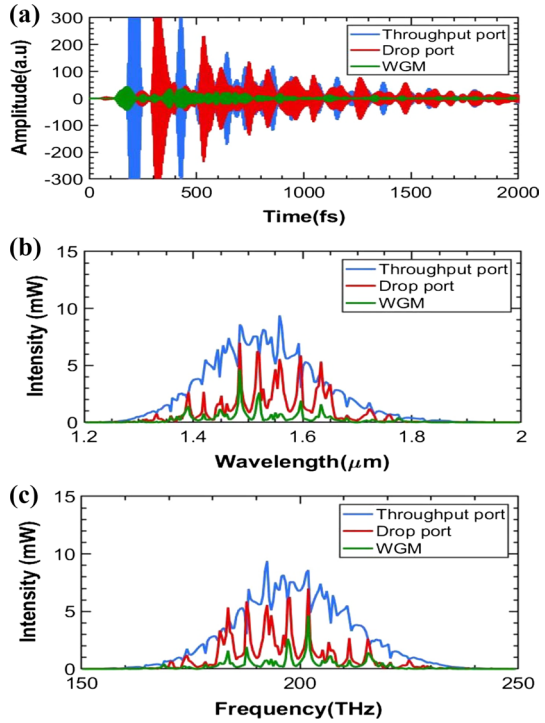 (a)
300
200
100
0
-100
-200
-300
Amplitude(a.u)
Throughput port
Drop port
WGM
0 500 1000 1500 2000
Time(fs)
(b)
15
10
5
0
Intensity (mW)
Throughput port
Drop port
WGM
1.2 1.4 1.6 1.8 2
Wavelength(μm)
(c)
15
10
5
0
Intensity (mW)
Throughput port
Drop port
WGM
150 200 250
Frequency(THz)